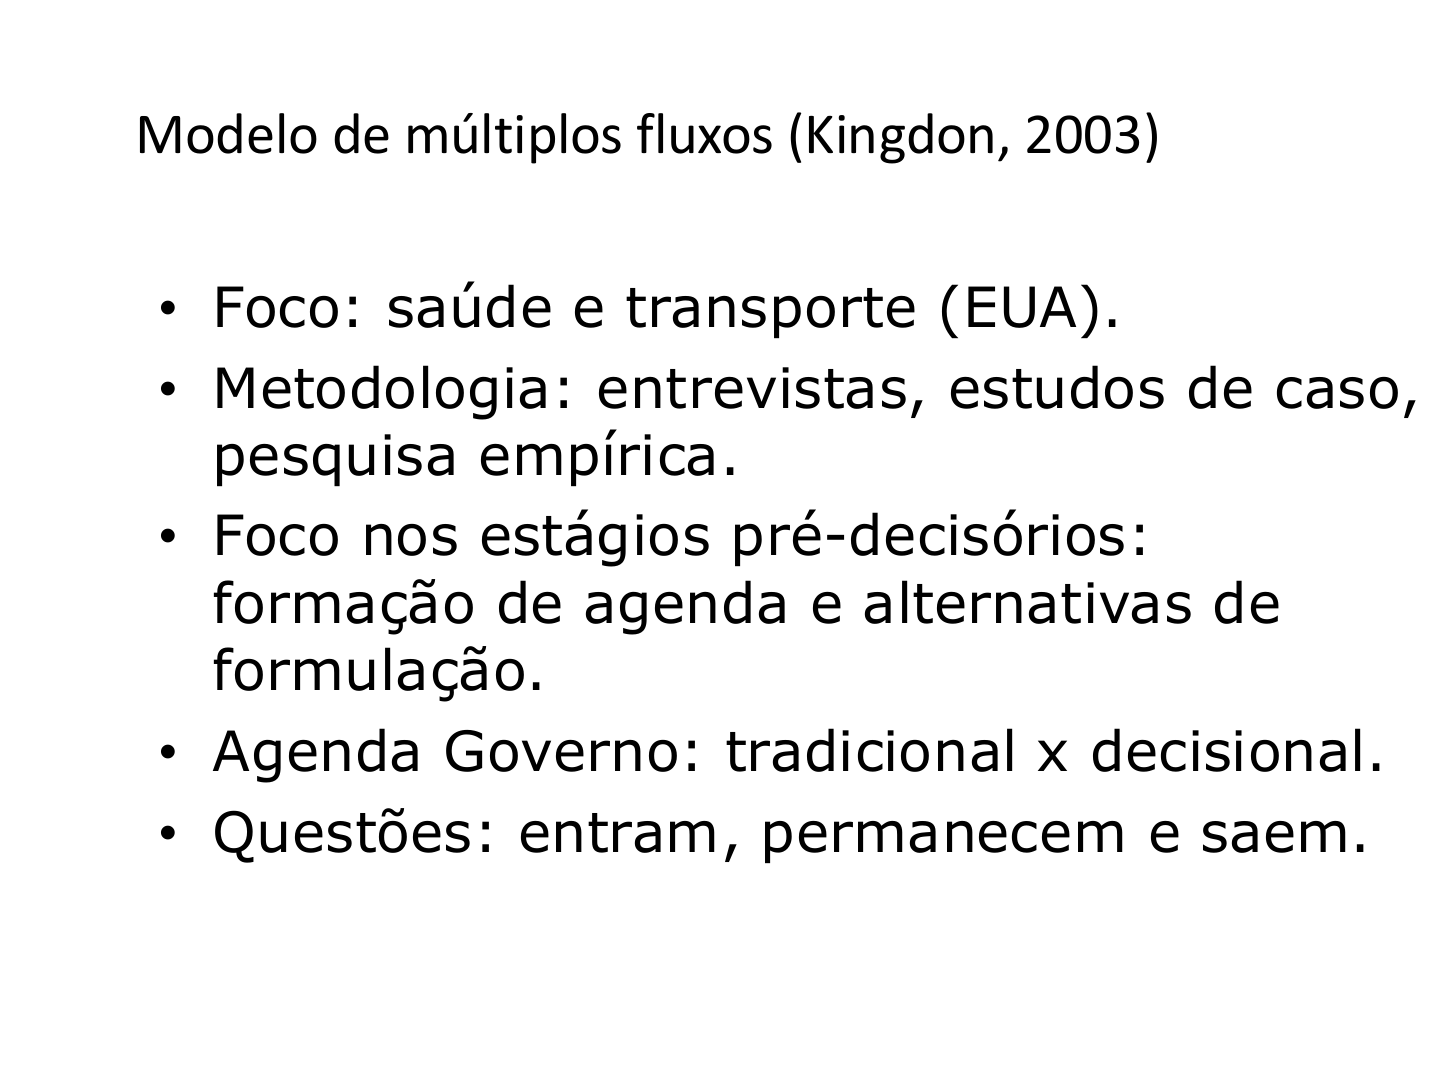 Modelo de múltiplos fluxos (Kingdon, 2003)
• Foco: saúde e transporte (EUA).
• Metodologia: entrevistas, estudos de caso,
pesquisa empírica.
• Foco nos estágios pré-decisórios:
formação de agenda e alternativas de
formulação.
• Agenda Governo: tradicional x decisional.
• Questões: entram, permanecem e saem.